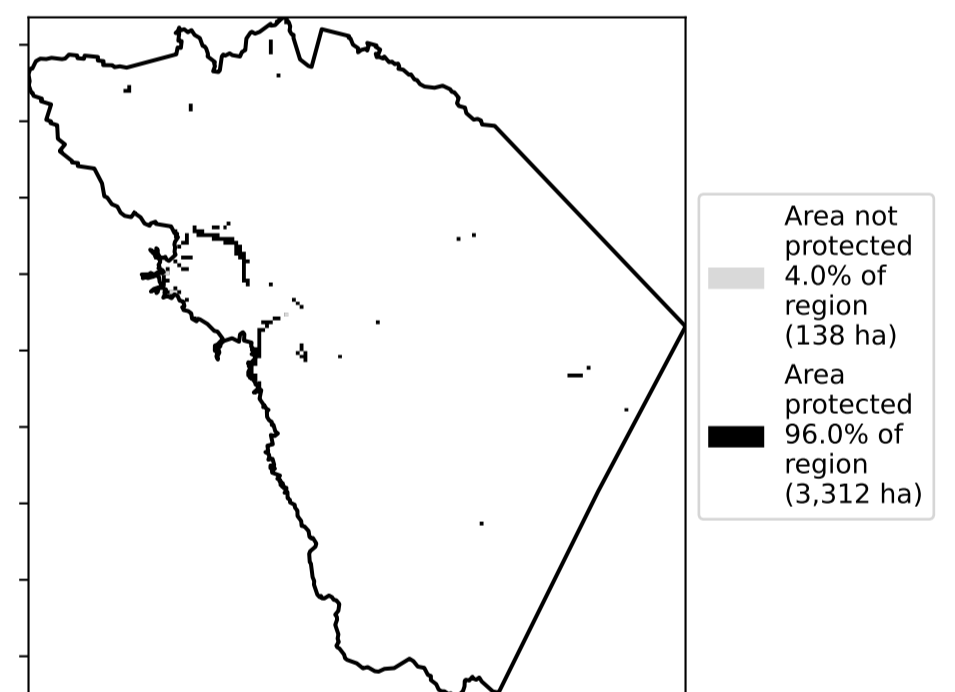 Area not
protected
4.0% of
region
(138 ha)
Area
protected
96.0% of
region
(3,312 ha)